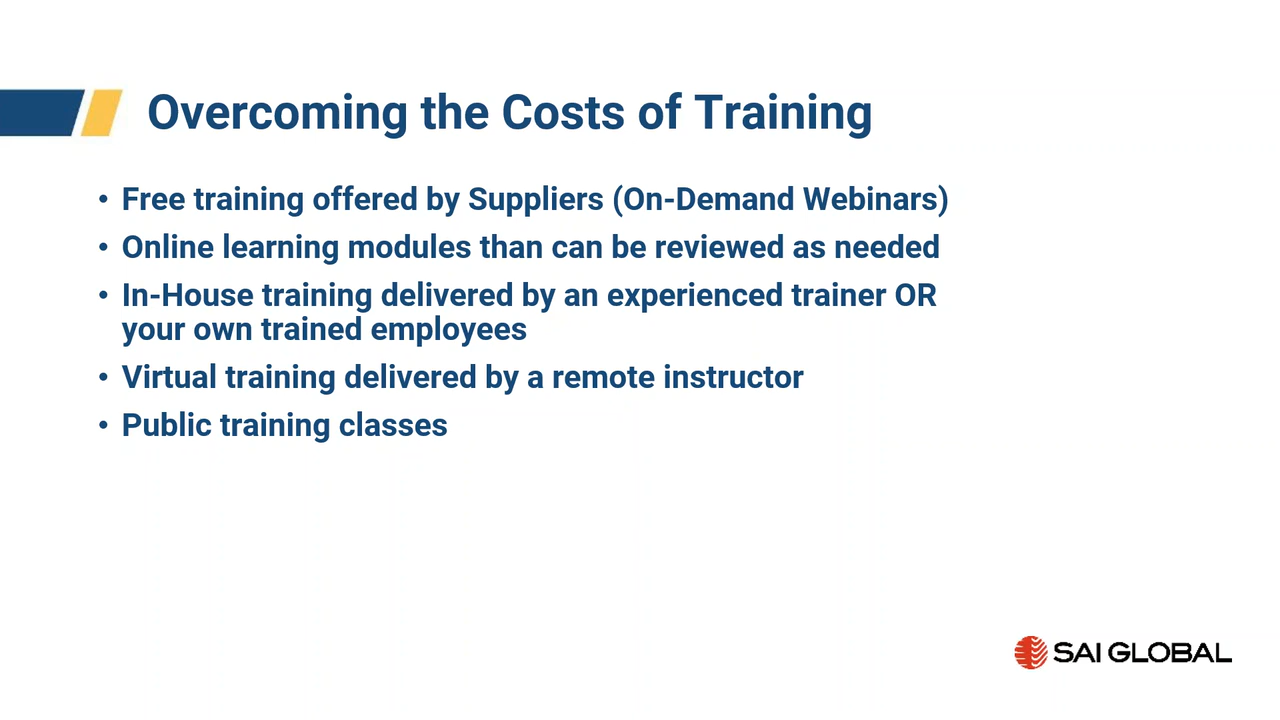 Overcoming the Costs of Training
• Free training offered by Suppliers (On-Demand Webinars)
• Online learning modules than can be reviewed as needed
• In-House training delivered by an experienced trainer OR
your own trained employees
• Virtual training delivered by a remote instructor
• Public training classes
SAI GLOBAL